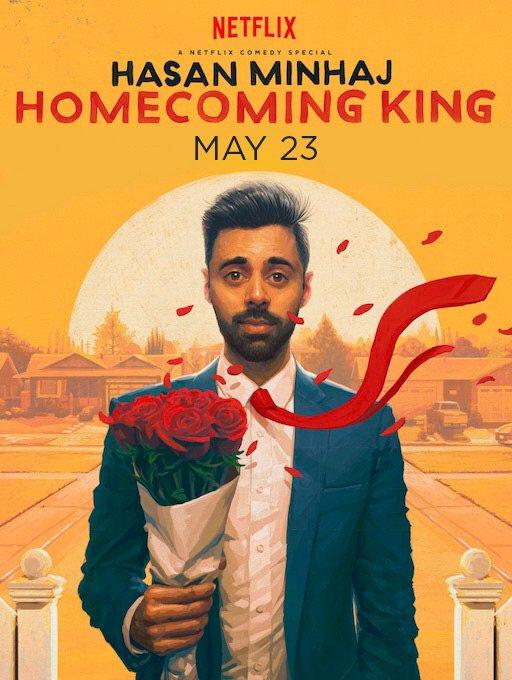 NETFLIX
A NETFLIX COMEDY SPECIAL
HASAN MINHAJ
HOMECOMING KING
MAY 23